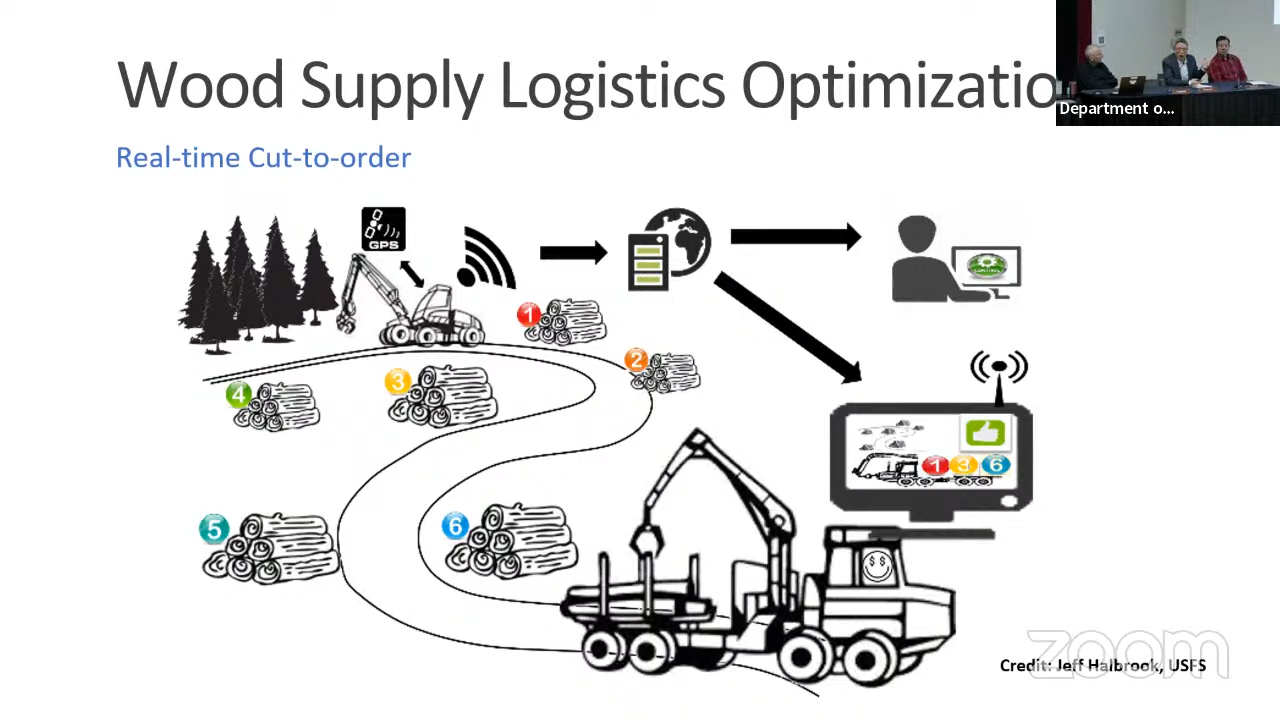 Wood Supply Logistics Optimizatio
Department o...
Real-time Cut-to-order
GPS
1
2
3
4
5
6
1 3 6
$ $
zoom
Credit: Jeff Halbrook, USFS